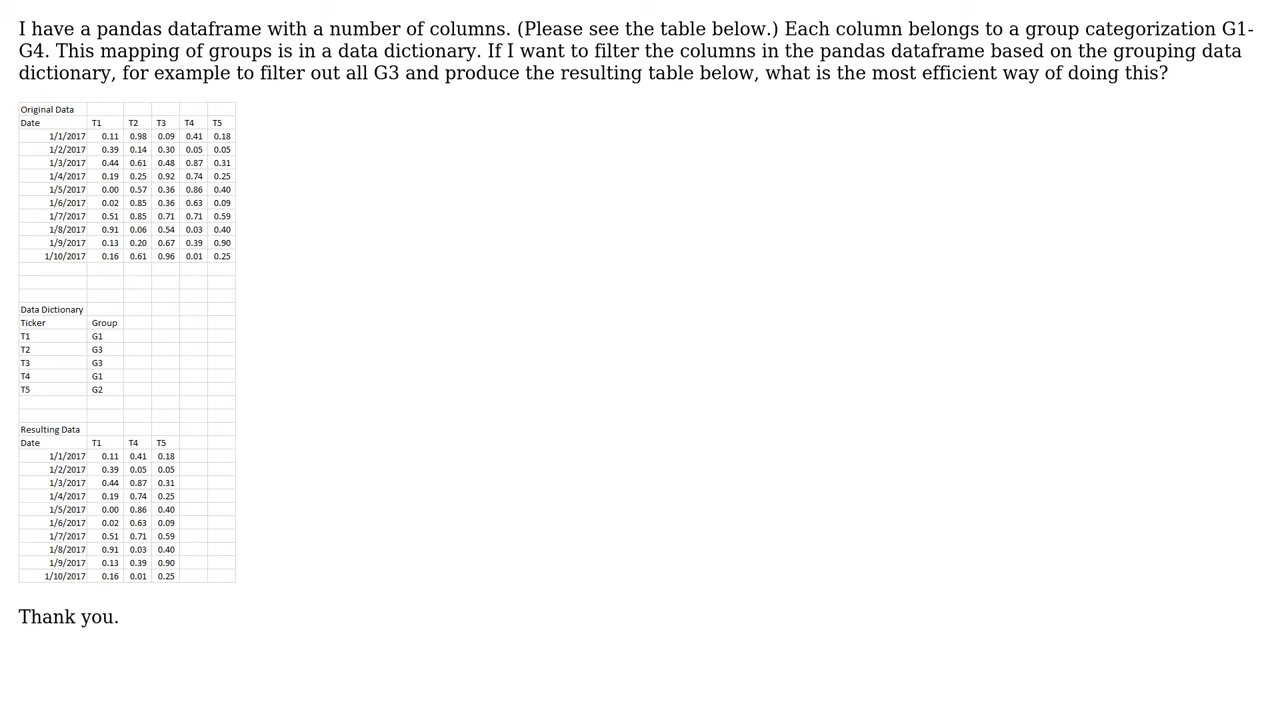 I have a pandas dataframe with a number of columns. (Please see the table below.) Each column belongs to a group categorization G1-
G4. This mapping of groups is in a data dictionary. If I want to filter the columns in the pandas dataframe based on the grouping data
dictionary, for example to filter out all G3 and produce the resulting table below, what is the most efficient way of doing this?
Original Data
Date T1 T2 T3 T4 T5
1/1/2017 0.11 0.98 0.09 0.41 0.18
1/2/2017 0.39 0.14 0.30 0.05 0.05
1/3/2017 0.44 0.61 0.48 0.87 0.31
1/4/2017 0.19 0.25 0.92 0.74 0.25
1/5/2017 0.00 0.57 0.36 0.86 0.40
1/6/2017 0.02 0.85 0.36 0.63 0.09
1/7/2017 0.51 0.85 0.71 0.71 0.59
1/8/2017 0.91 0.06 0.54 0.03 0.40
1/9/2017 0.13 0.20 0.67 0.39 0.90
1/10/2017 0.16 0.61 0.96 0.01 0.25
Data Dictionary
Ticker Group
T1 G1
T2 G3
T3 G3
T4 G1
T5 G2
Resulting Data
Date T1 T4 T5
1/1/2017 0.11 0.41 0.18
1/2/2017 0.39 0.05 0.05
1/3/2017 0.44 0.87 0.31
1/4/2017 0.19 0.74 0.25
1/5/2017 0.00 0.86 0.40
1/6/2017 0.02 0.63 0.09
1/7/2017 0.51 0.71 0.59
1/8/2017 0.91 0.03 0.40
1/9/2017 0.13 0.39 0.90
1/10/2017 0.16 0.01 0.25
Thank you.